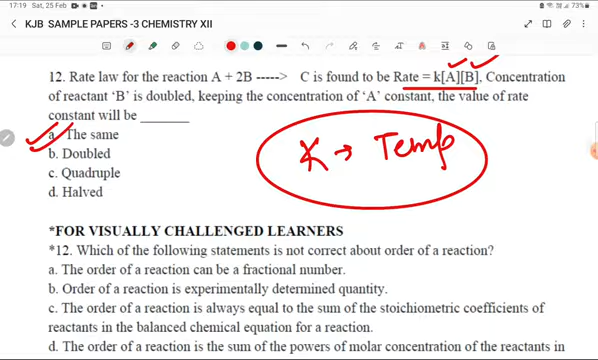 17:19 Sat, 25 Feb
73%
KJB SAMPLE PAPERS -3 CHEMISTRY XII
12. Rate law for the reaction A + 2B -----> C is found to be Rate = k[A][B]. Concentration
of reactant ‘B’ is doubled, keeping the concentration of ‘A’ constant, the value of rate
constant will be ________
a. The same
b. Doubled
c. Quadruple
d. Halved
K → Temp
*FOR VISUALLY CHALLENGED LEARNERS
*12. Which of the following statements is not correct about order of a reaction?
a. The order of a reaction can be a fractional number.
b. Order of a reaction is experimentally determined quantity.
c. The order of a reaction is always equal to the sum of the stoichiometric coefficients of
reactants in the balanced chemical equation for a reaction.
d. The order of a reaction is the sum of the powers of molar concentration of the reactants in